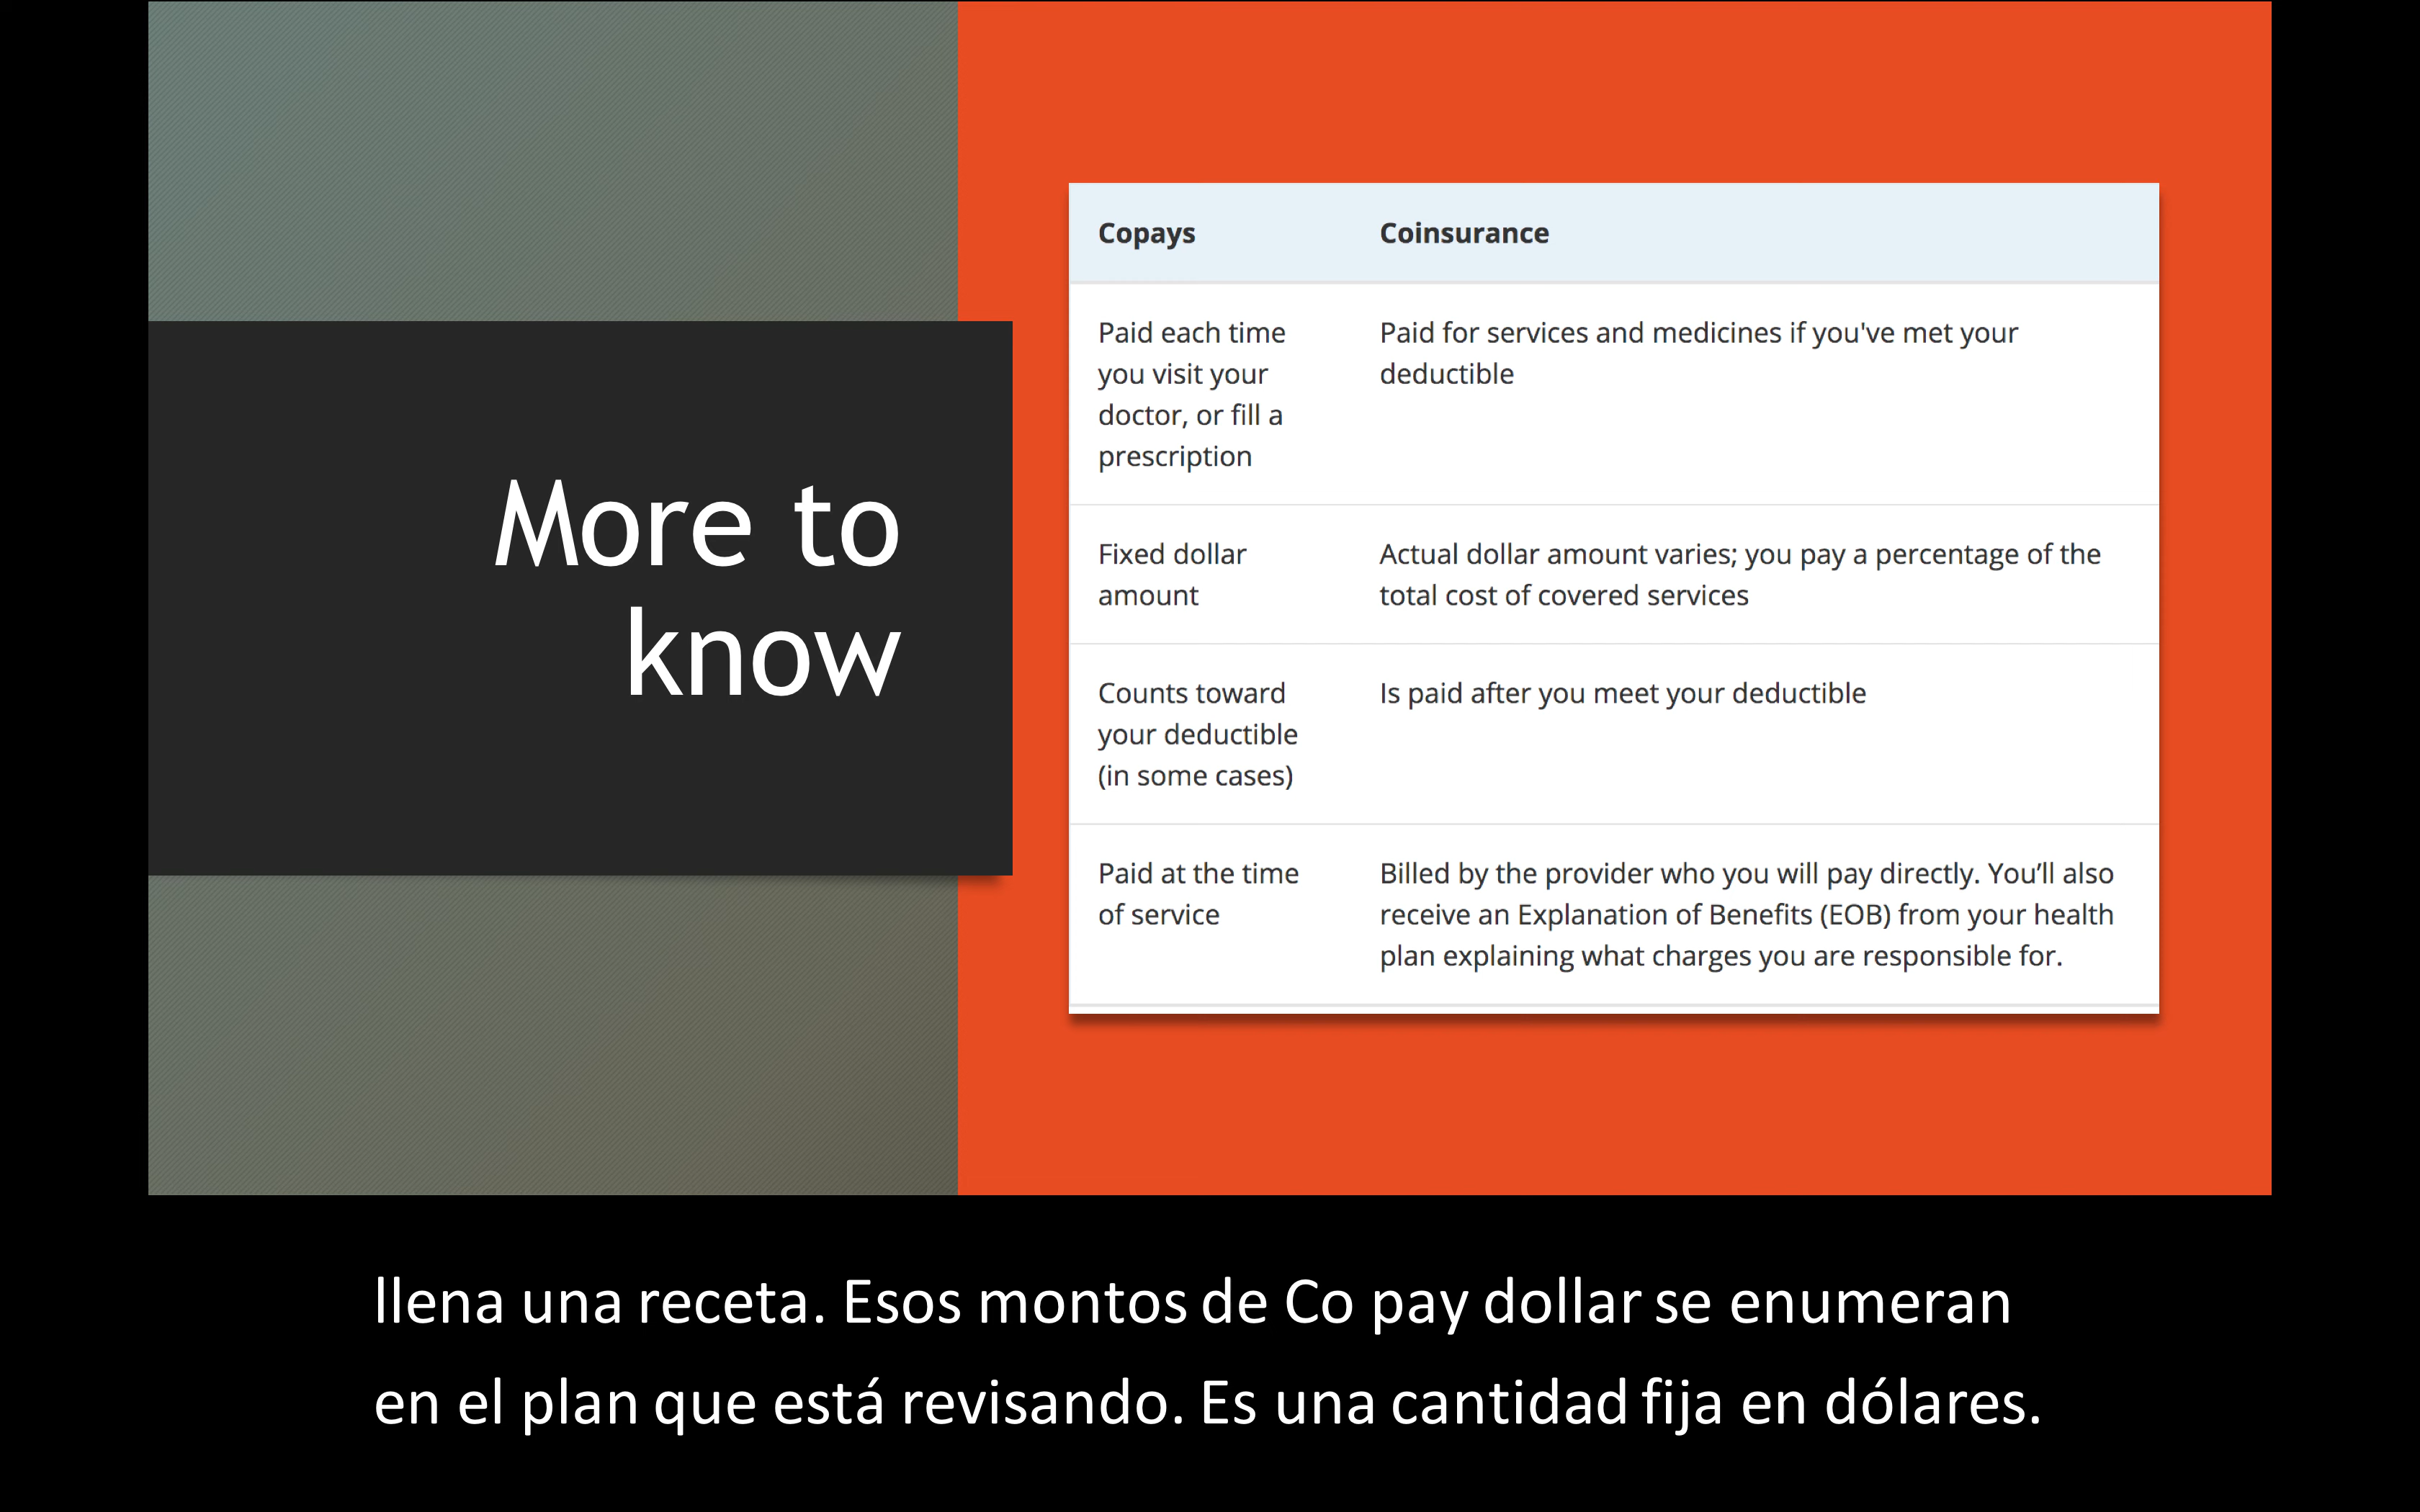 More to
know
Copays
Coinsurance
Paid each time
you visit your
doctor, or fill a
prescription
Paid for services and medicines if you've met your
deductible
Fixed dollar
amount
Actual dollar amount varies; you pay a percentage of the
total cost of covered services
Counts toward
your deductible
(in some cases)
Is paid after you meet your deductible
Paid at the time
of service
Billed by the provider who you will pay directly. You’ll also
receive an Explanation of Benefits (EOB) from your health
plan explaining what charges you are responsible for.
llena una receta. Esos montos de Co pay dollar se enumeran
en el plan que está revisando. Es una cantidad fija en dólares.